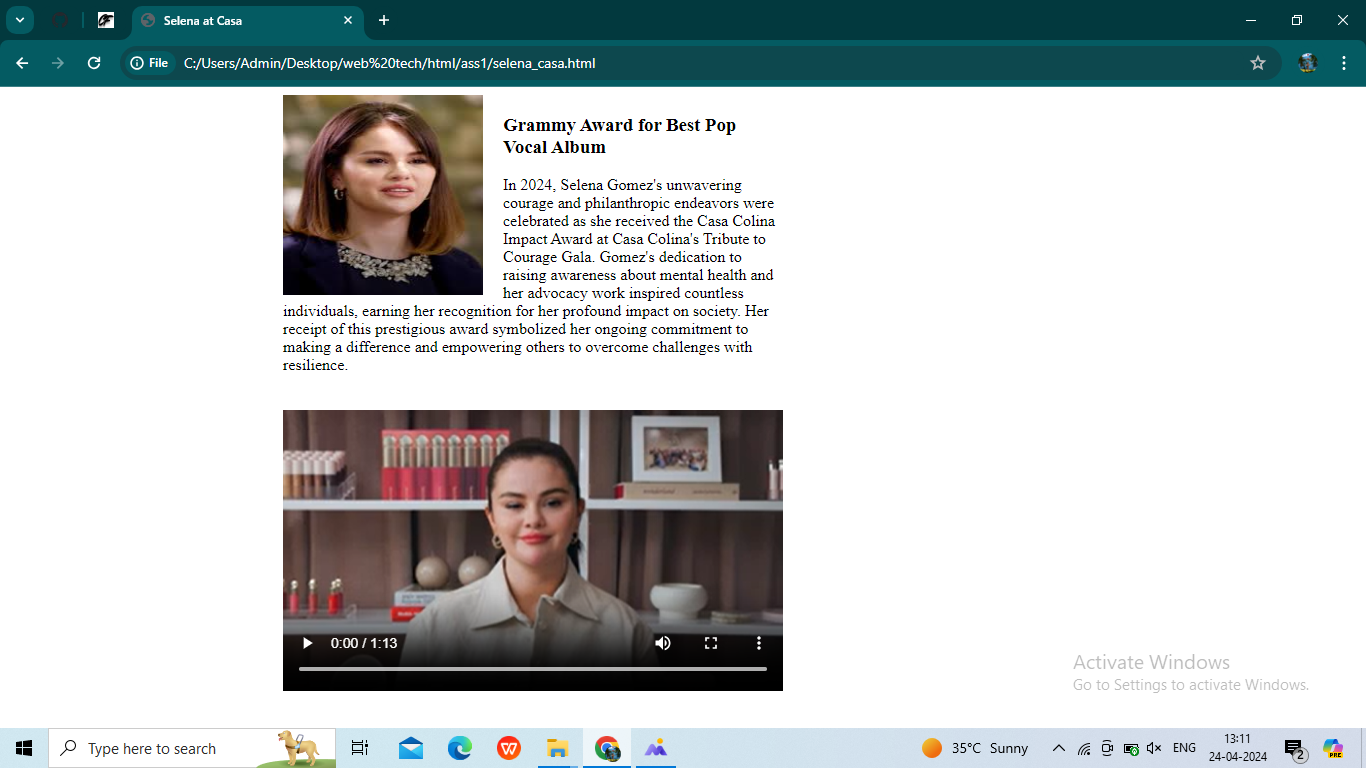 Selena at Casa
File
C:/Users/Admin/Desktop/web%20tech/html/ass1/selena_casa.html
Grammy Award for Best Pop
Vocal Album
In 2024, Selena Gomez's unwavering
courage and philanthropic endeavors were
celebrated as she received the Casa Colina
Impact Award at Casa Colina's Tribute to
Courage Gala. Gomez's dedication to
raising awareness about mental health and
her advocacy work inspired countless
individuals, earning her recognition for her profound impact on society. Her
receipt of this prestigious award symbolized her ongoing commitment to
making a difference and empowering others to overcome challenges with
resilience.
0:00 / 1:13
Activate Windows
Go to Settings to activate Windows.
Type here to search
W
35°C Sunny
ENG
13:11
24-04-2024
2
PRE